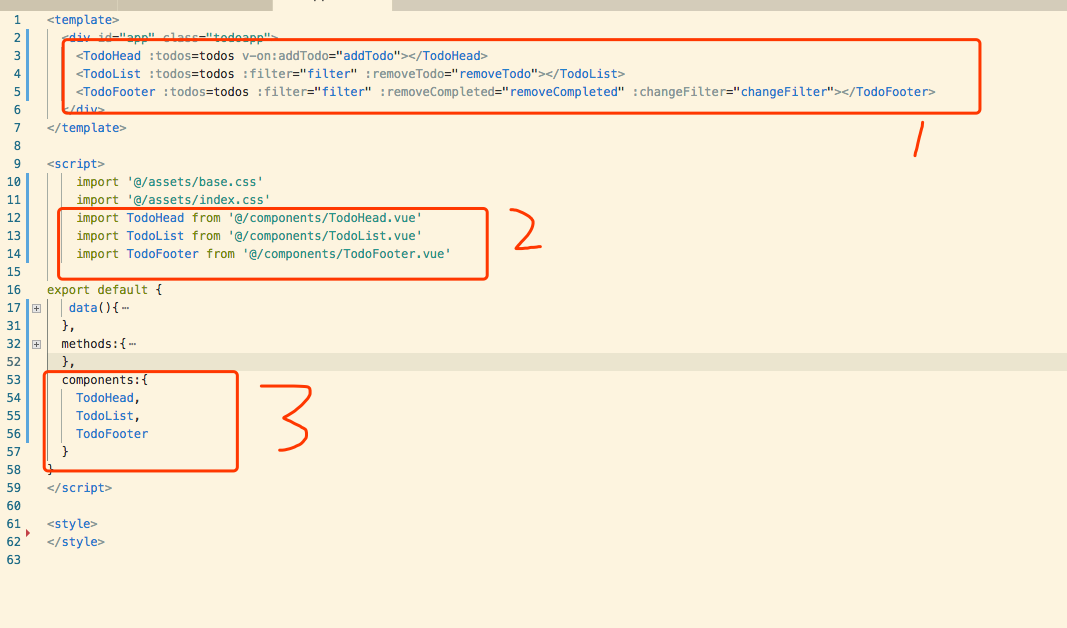 1 <template>
2 <div id="app" class="todoapp">
3 <TodoHead :todos=todos v-on:addTodo="addTodo"></TodoHead>
4 <TodoList :todos=todos :filter="filter" :removeTodo="removeTodo"></TodoList>
5 <TodoFooter :todos=todos :filter="filter" :removeCompleted="removeCompleted" :changeFilter="changeFilter"></TodoFooter>
6 </div>
7 </template>
1
8
9 <script>
10 import '@/assets/base.css'
11 import '@/assets/index.css'
12 import TodoHead from '@/components/TodoHead.vue'
13 import TodoList from '@/components/TodoList.vue'
2
14 import TodoFooter from '@/components/TodoFooter.vue'
15
16 export default {
17 data(){⋯
31 },
32 methods:{⋯
52 },
53 components:{
54 TodoHead,
55 TodoList,
3
56 TodoFooter
57 }
58 }
59 </script>
60
61 <style>
62 </style>
63